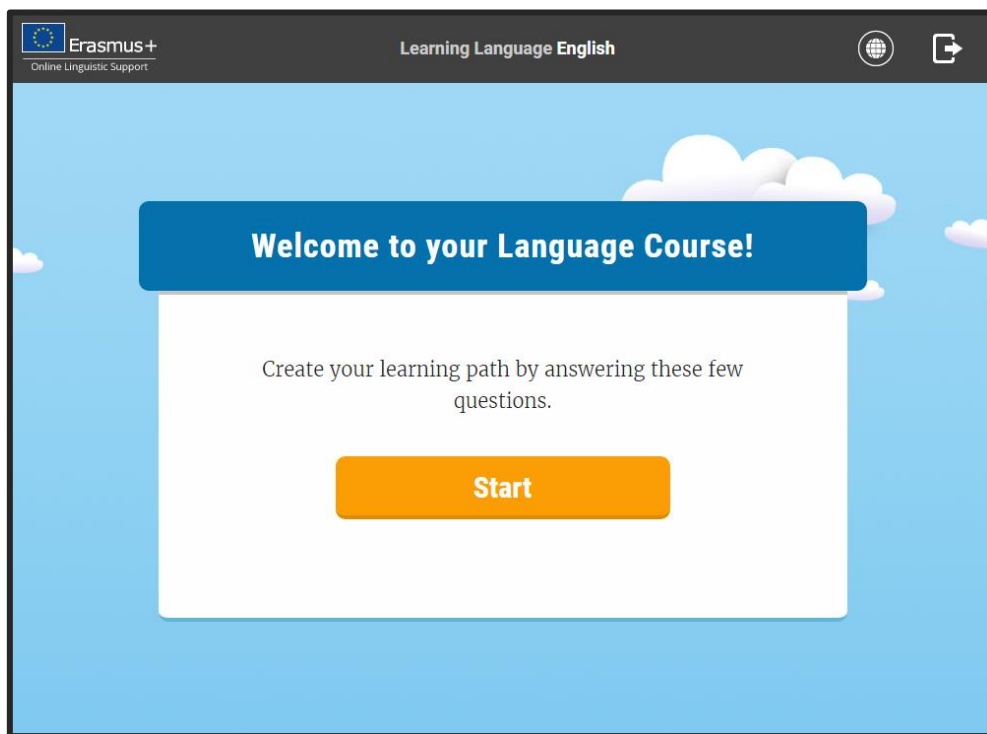 Erasmus+
Online Linguistic Support
Learning Language English
Welcome to your Language Course!
Create your learning path by answering these few
questions.
Start